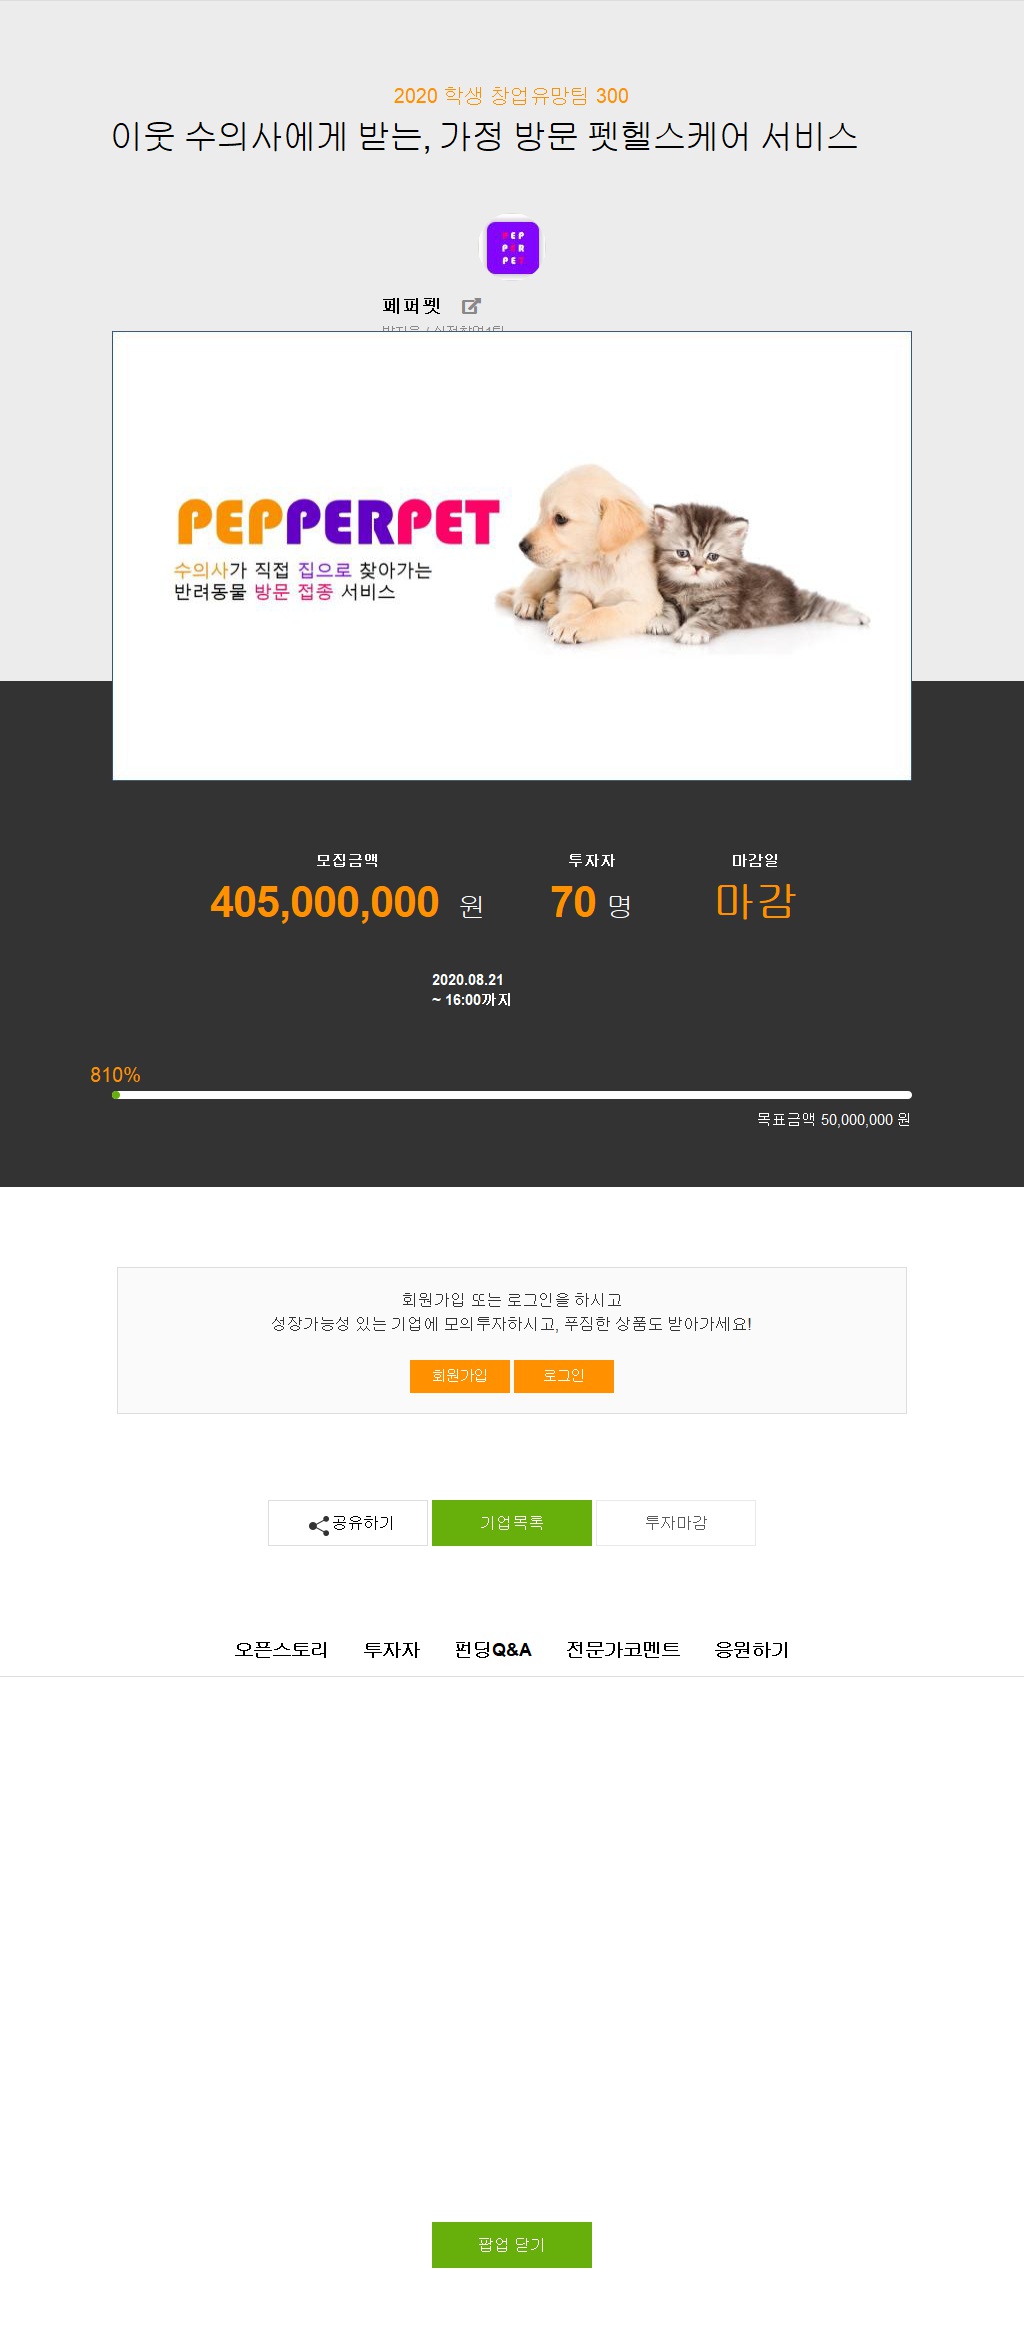 2020 학생 창업유망팀 300
이웃 수의사에게 받는, 가정 방문 펫헬스케어 서비스
PEP
PER
PET
페퍼펫
PEPPERPET
수의사가 직접 집으로 찾아가는
반려동물 방문 접종 서비스
모집금액 투자자 마감일
405,000,000 원 70 명 마감
2020.08.21
~ 16:00까지
810%
목표금액 50,000,000 원
회원가입 또는 로그인을 하시고
성장가능성 있는 기업에 모의투자하시고, 푸짐한 상품도 받아가세요!
회원가입 로그인
공유하기 기업목록 투자마감
오픈스토리 투자자 펀딩Q&A 전문가코멘트 응원하기
팝업 닫기